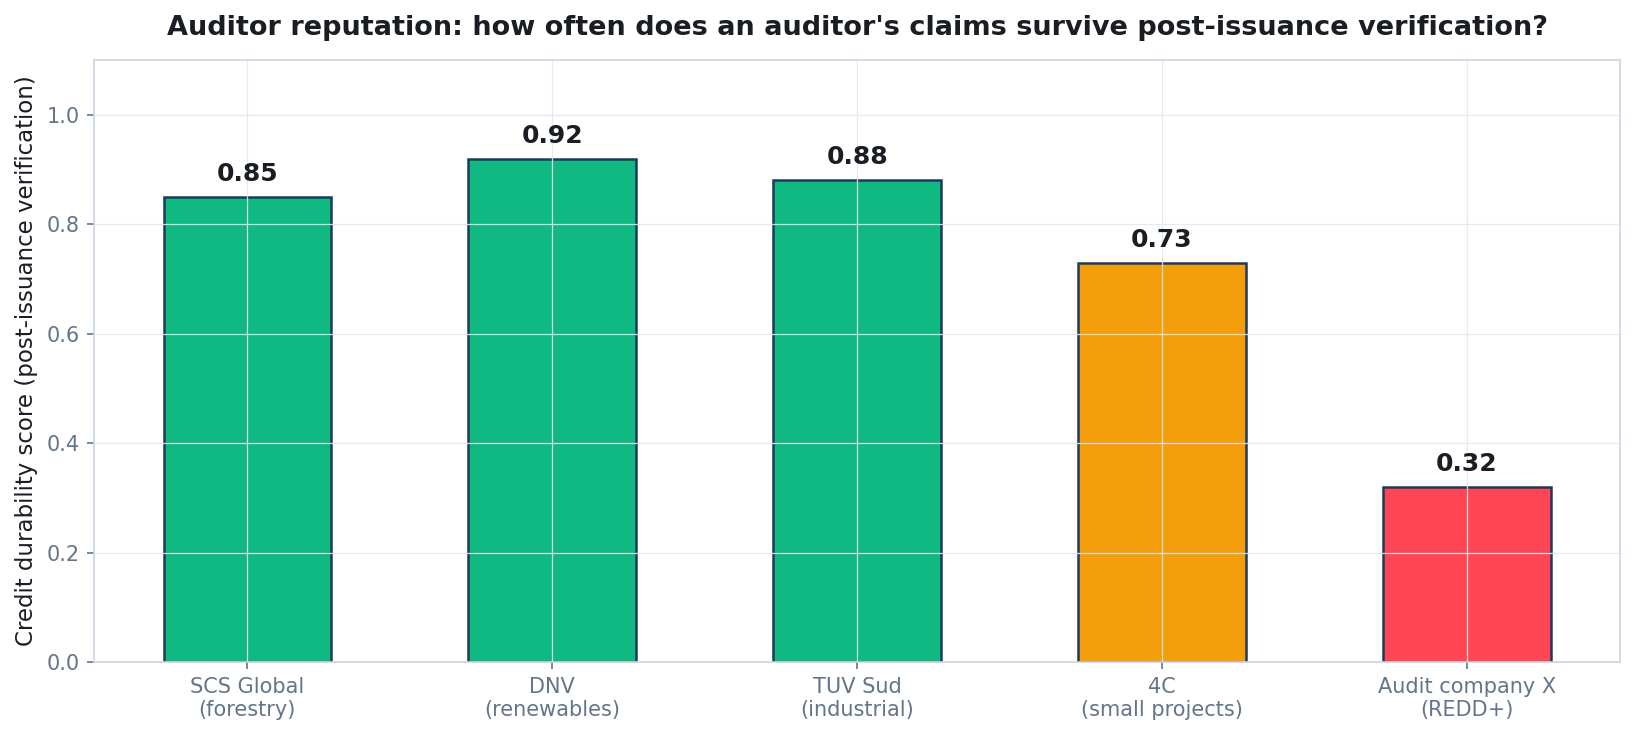 Auditor reputation: how often does an auditor's claims survive post-issuance verification?
Credit durability score (post-issuance verification)
1.0
0.8
0.6
0.4
0.2
0.0
0.85
0.92
0.88
0.73
0.32
SCS Global
(forestry)
DNV
(renewables)
TUV Sud
(industrial)
4C
(small projects)
Audit company X
(REDD+)